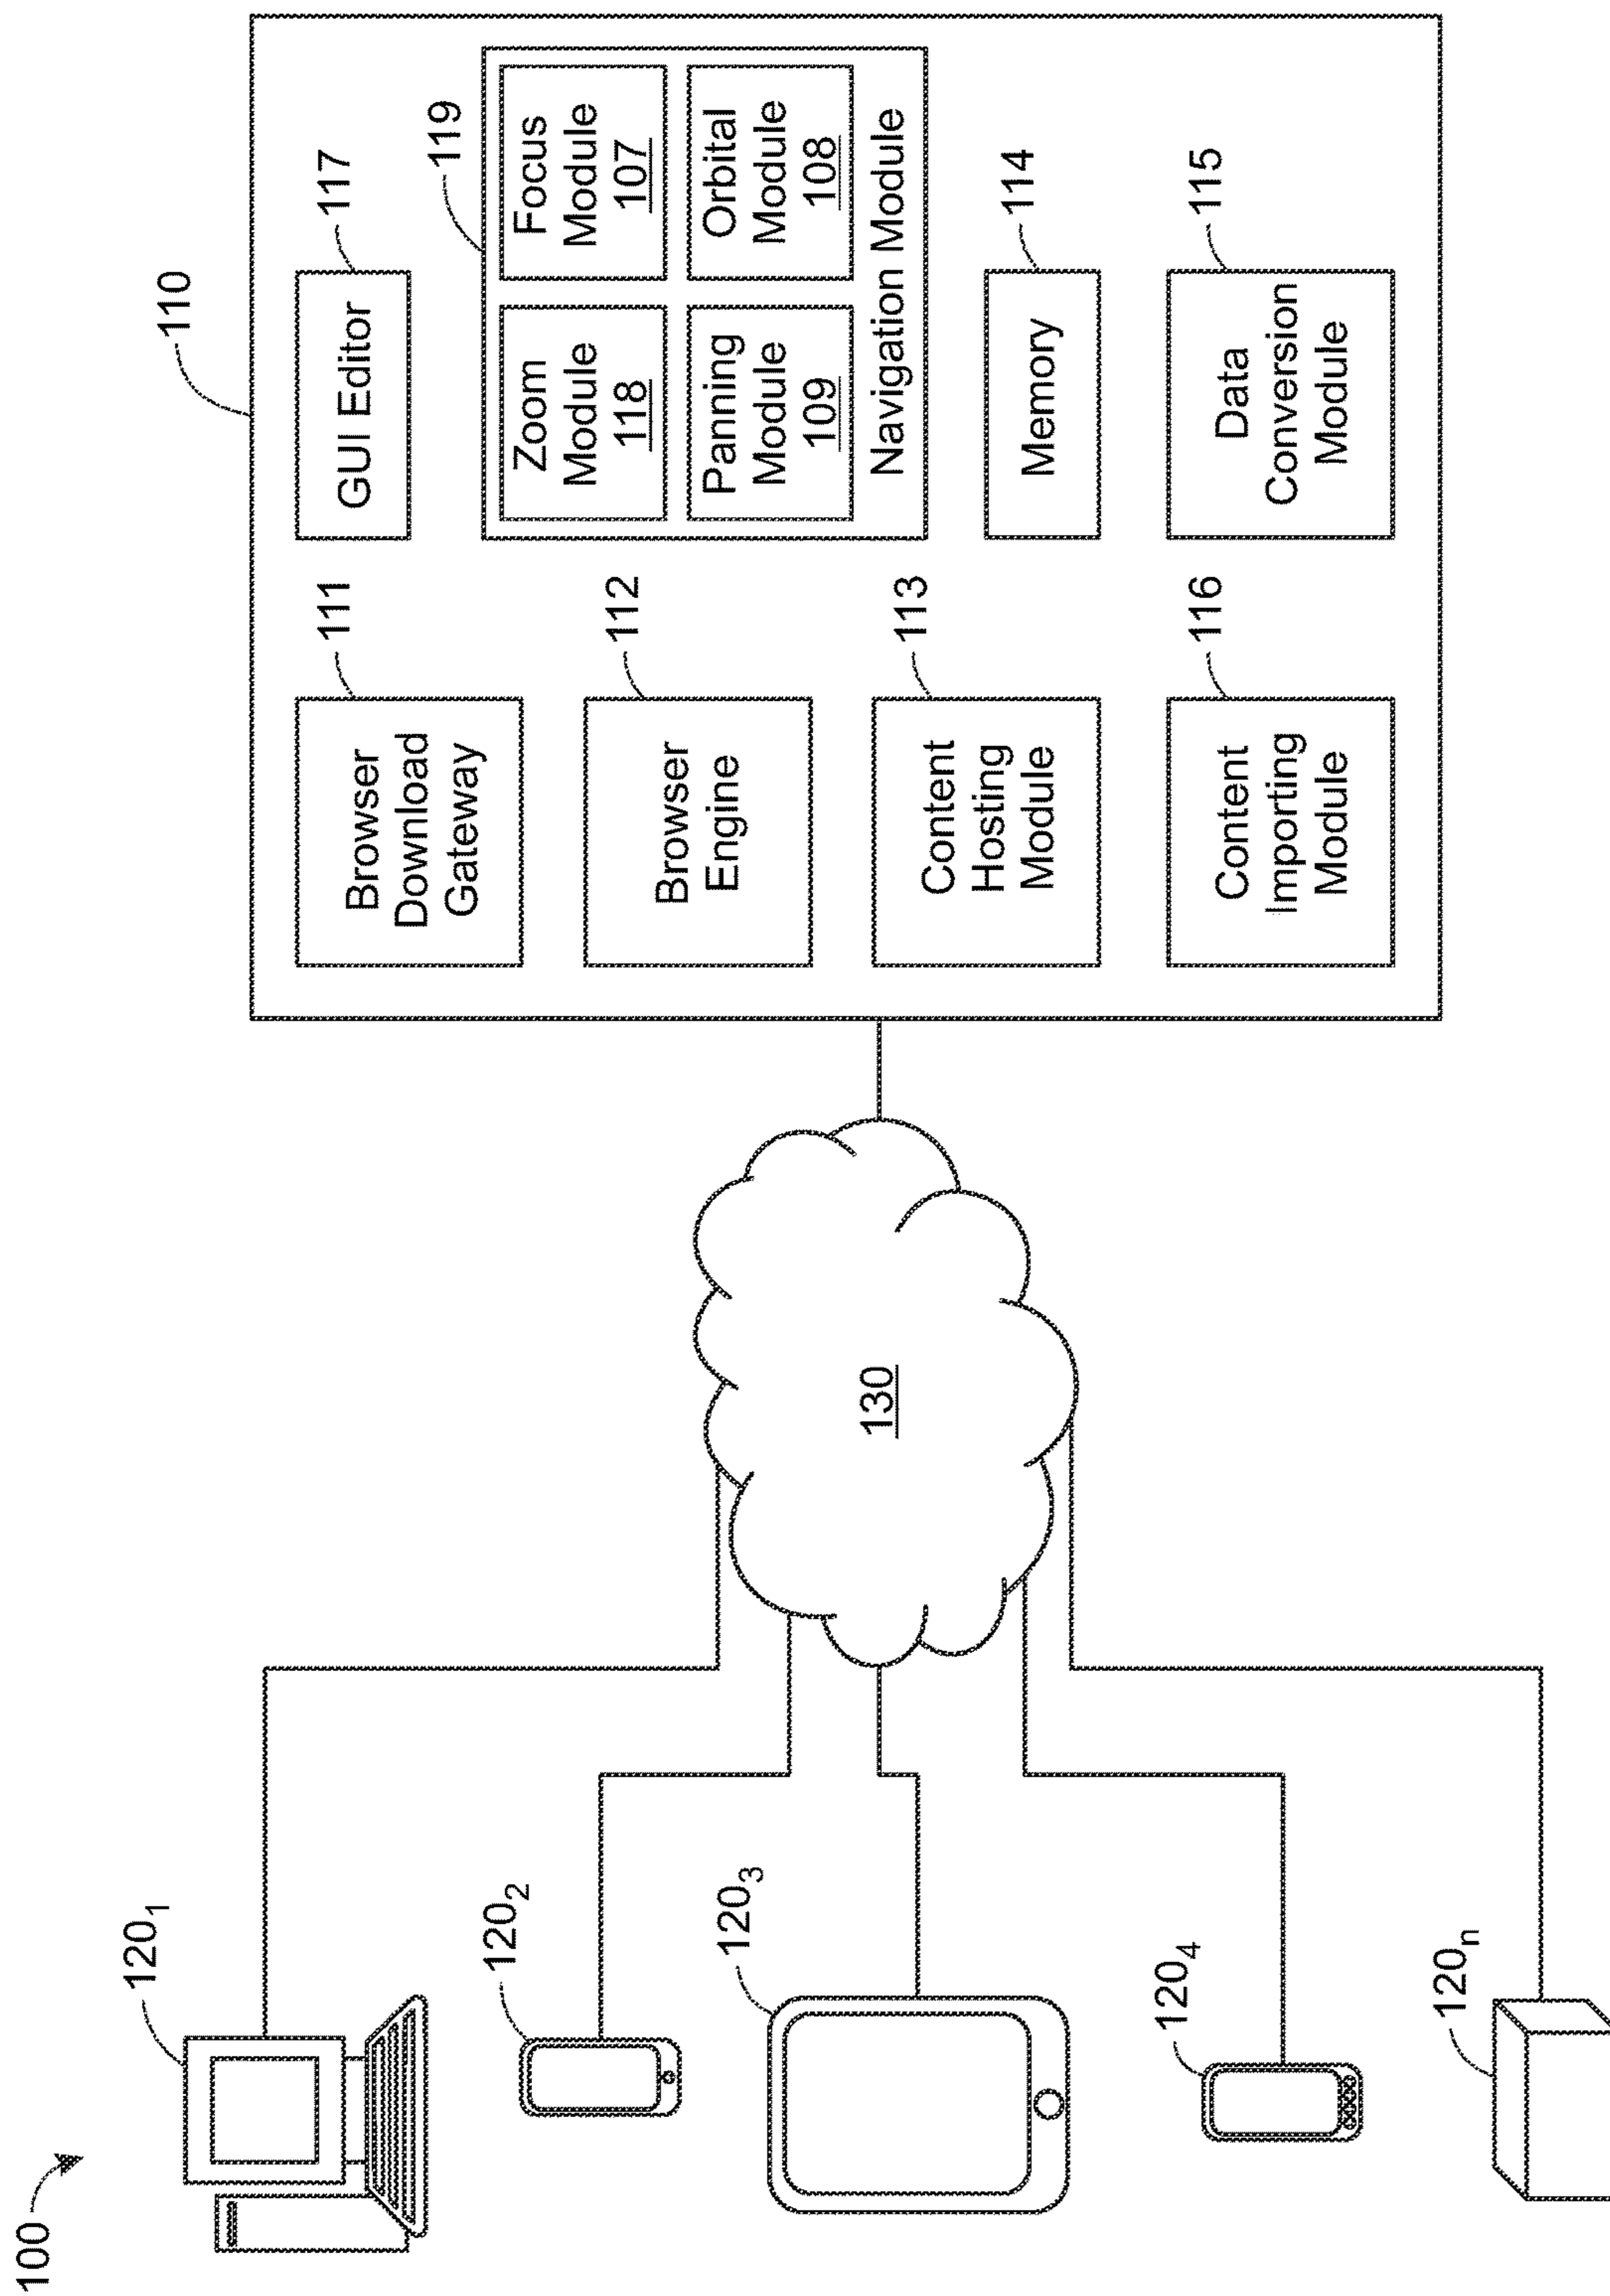 100
120₁
120₂
120₃
120₄
120ₙ
130
110
111
Browser
Download
Gateway
112
Browser
Engine
113
Content
Hosting
Module
116
Content
Importing
Module
117
GUI Editor
119
Zoom
Module
118
Focus
Module
107
Panning
Module
109
Orbital
Module
108
Navigation Module
114
Memory
115
Data
Conversion
Module